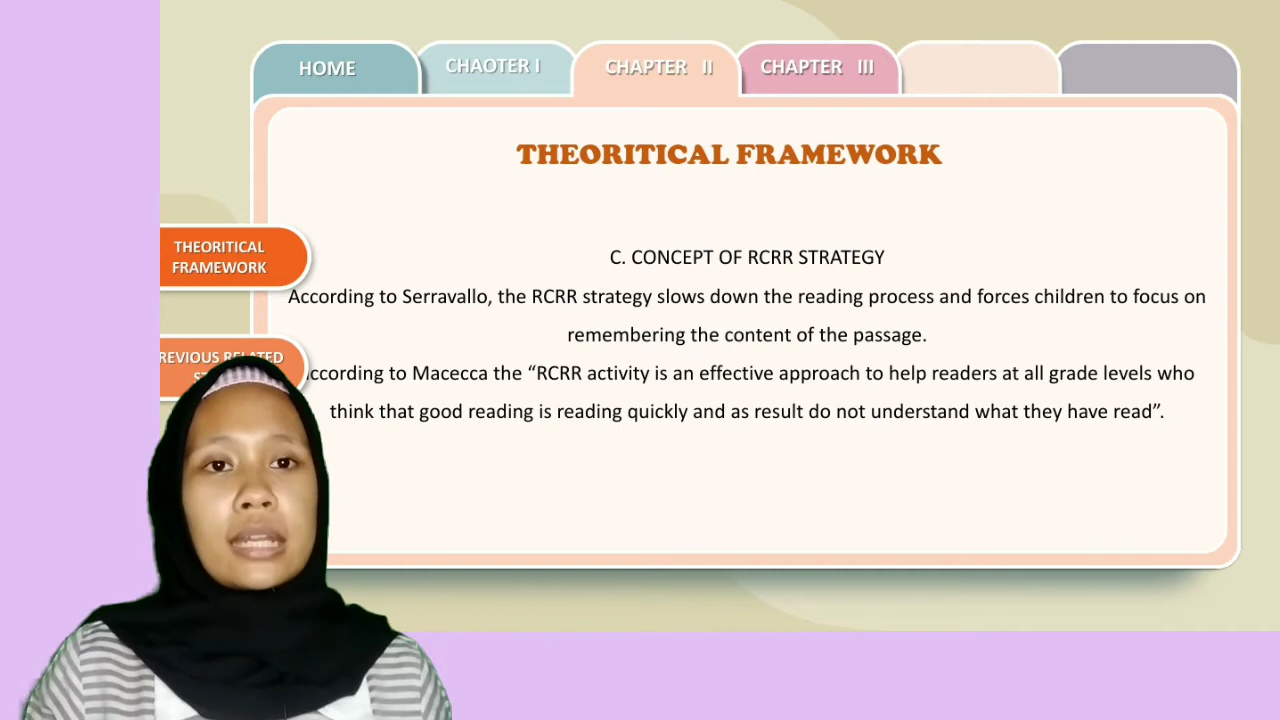 HOME
CHAOTER I
CHAPTER II
CHAPTER III
THEORITICAL FRAMEWORK
THEORITICAL
FRAMEWORK
C. CONCEPT OF RCRR STRATEGY
According to Serravallo, the RCRR strategy slows down the reading process and forces children to focus on
remembering the content of the passage.
According to Macecca the “RCRR activity is an effective approach to help readers at all grade levels who
think that good reading is reading quickly and as result do not understand what they have read”.
REVIOUS RELATED